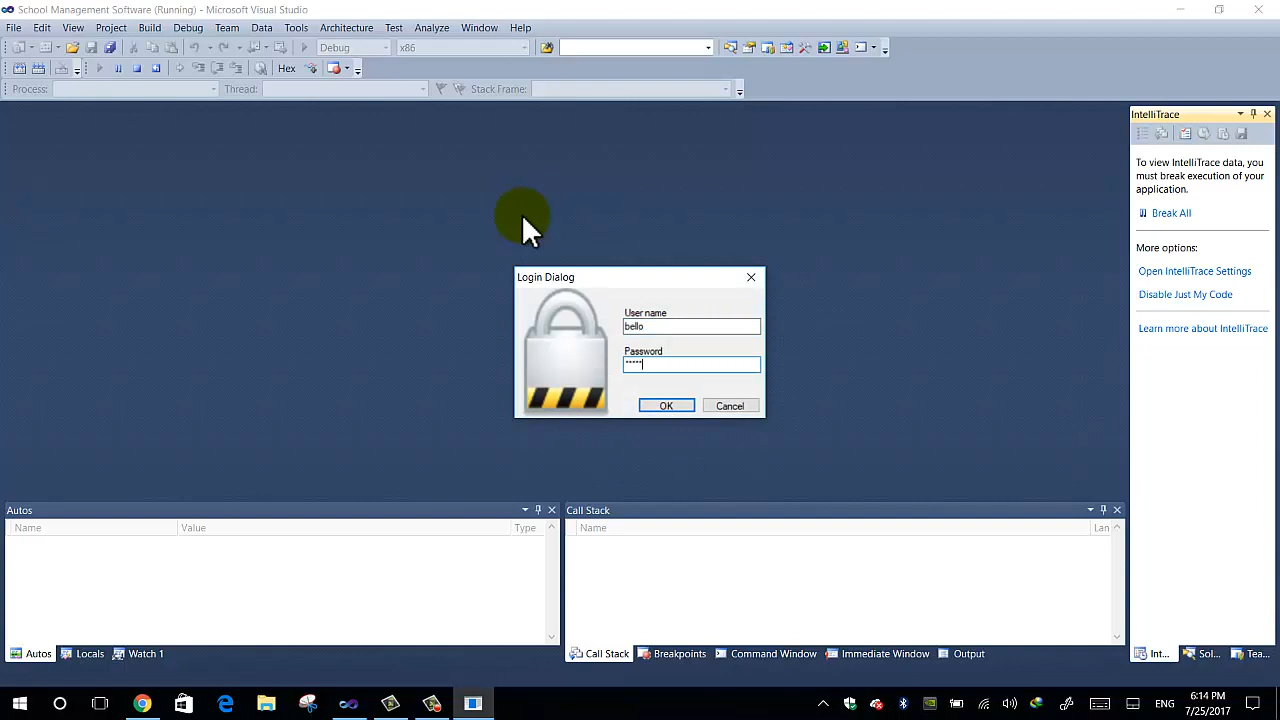 School Management Software (Running) - Microsoft Visual Studio
File Edit View Project Build Debug Team Data Tools Architecture Test Analyze Window Help
Debug x86
Hex
Process: Thread: Stack Frame:
IntelliTrace
To view IntelliTrace data, you
must break execution of your
application.
Break All
More options:
Open IntelliTrace Settings
Disable Just My Code
Learn more about IntelliTrace
Login Dialog
User name
bello
Password
*****
OK Cancel
Autos
Name Value Type
Call Stack
Name Lan
Autos Locals Watch 1
Call Stack Breakpoints Command Window Immediate Window Output
Int... Sol... Tea...
ENG
6:14 PM
7/25/2017